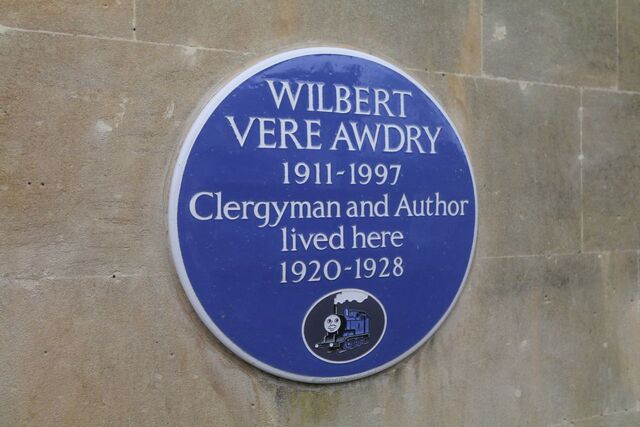 WILBERT
VERE AWDRY
1911-1997
Clergyman and Author
lived here
1920-1928